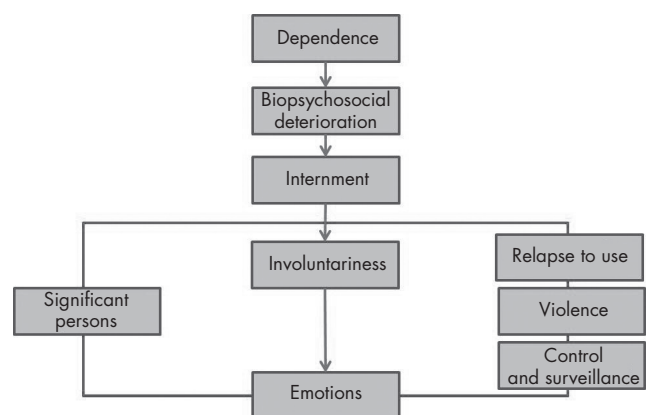 Dependence
Biopsychosocial
deterioration
Internment
Involuntariness
Relapse to use
Significant
persons
Violence
Control
and surveillance
Emotions